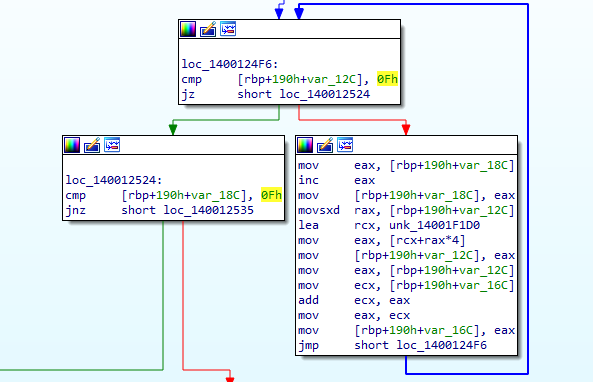 loc_1400124F6:
cmp [rbp+190h+var_12C], 0Fh
jz short loc_140012524
loc_140012524:
cmp [rbp+190h+var_18C], 0Fh
jnz short loc_140012535
mov eax, [rbp+190h+var_18C]
inc eax
mov [rbp+190h+var_18C], eax
movsxd rax, [rbp+190h+var_12C]
lea rcx, unk_14001F1D0
mov eax, [rcx+rax*4]
mov [rbp+190h+var_12C], eax
mov eax, [rbp+190h+var_12C]
mov ecx, [rbp+190h+var_16C]
add ecx, eax
mov eax, ecx
mov [rbp+190h+var_16C], eax
jmp short loc_1400124F6